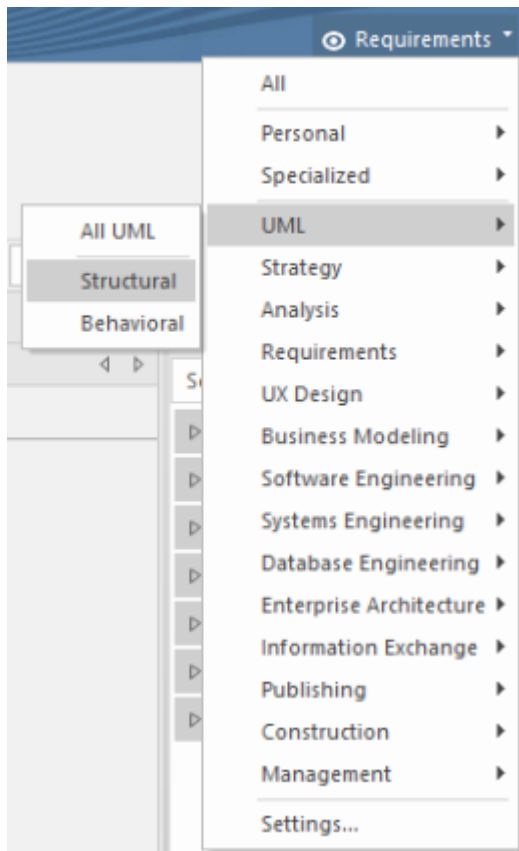 Requirements
All
Personal
Specialized
UML
Strategy
Analysis
Requirements
UX Design
Business Modeling
Software Engineering
Systems Engineering
Database Engineering
Enterprise Architecture
Information Exchange
Publishing
Construction
Management
Settings...
All UML
Structural
Behavioral